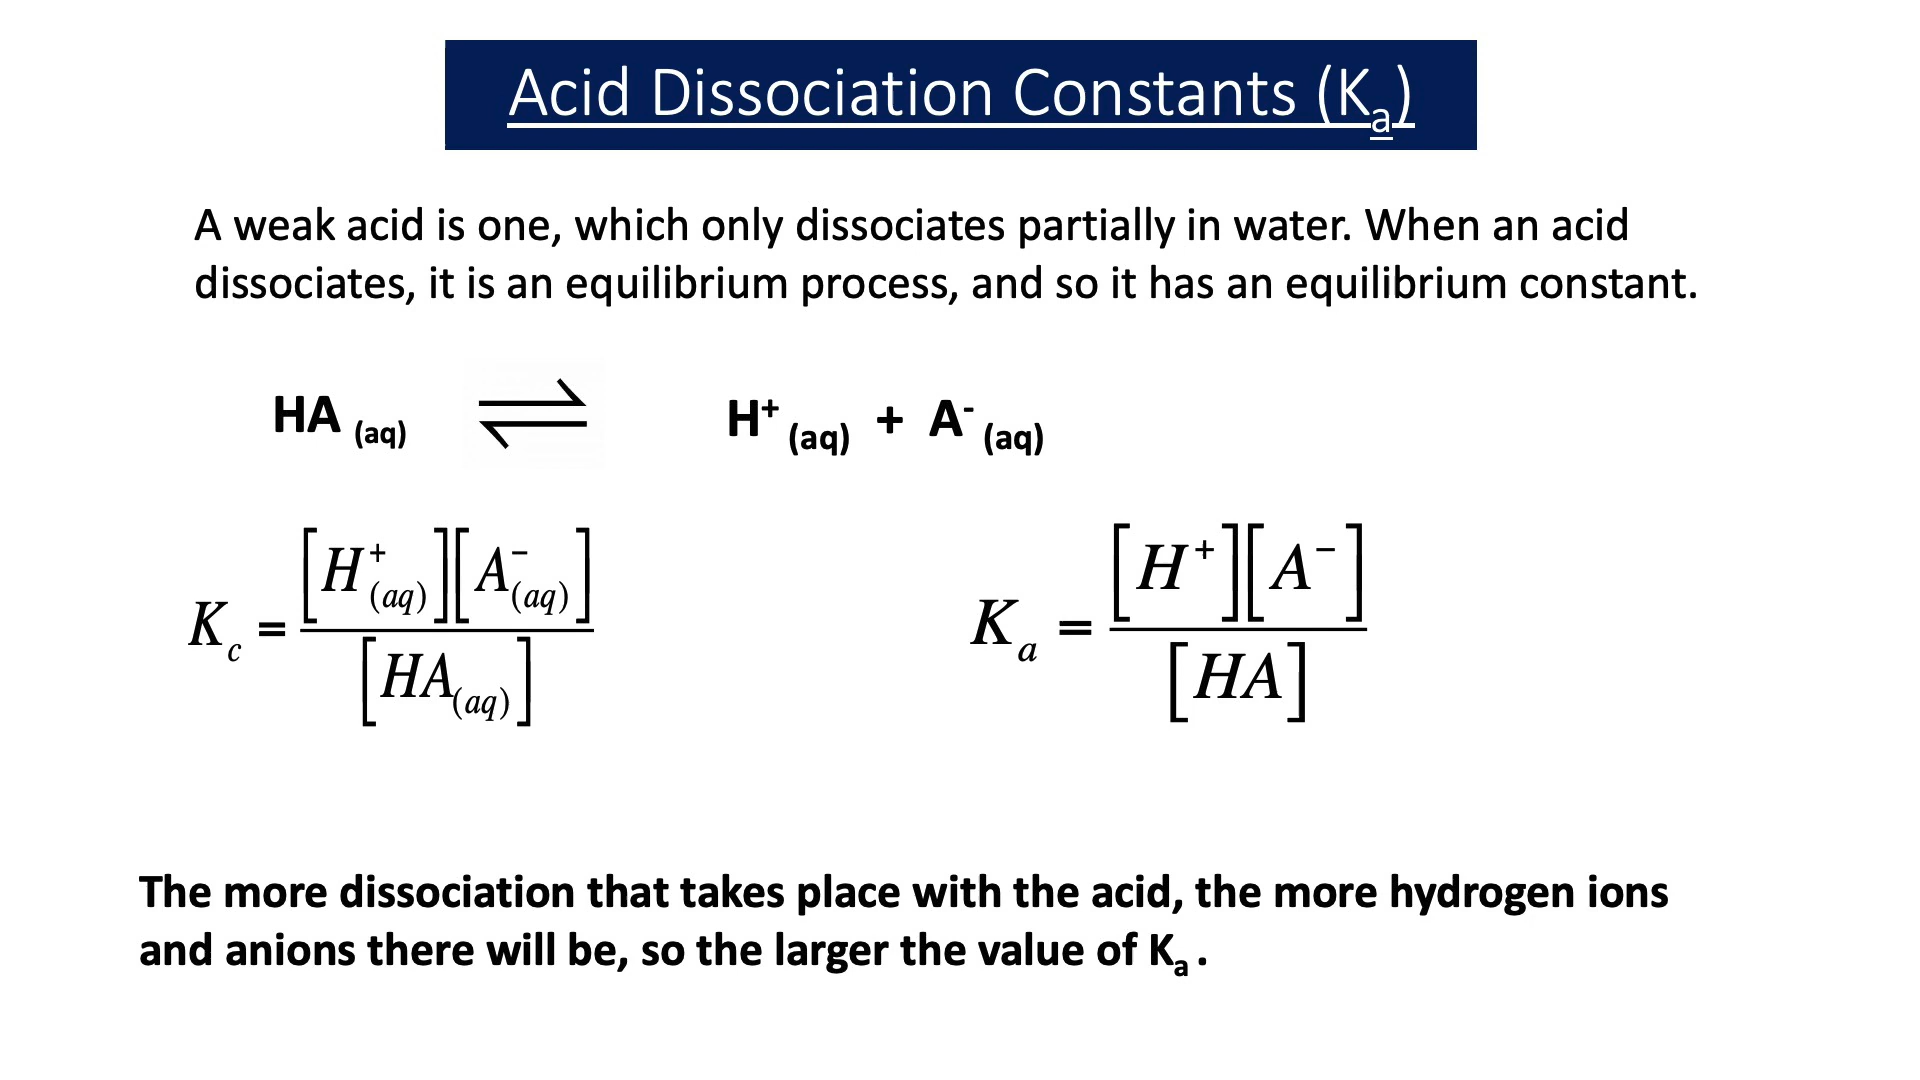 Acid Dissociation Constants (Kₐ)
A weak acid is one, which only dissociates partially in water. When an acid
dissociates, it is an equilibrium process, and so it has an equilibrium constant.
HA (aq) ⇌ H⁺ (aq) + A⁻ (aq)
K_c = [H⁺(aq)][A⁻(aq)] / [HA(aq)]
K_a = [H⁺][A⁻] / [HA]
The more dissociation that takes place with the acid, the more hydrogen ions
and anions there will be, so the larger the value of Kₐ .